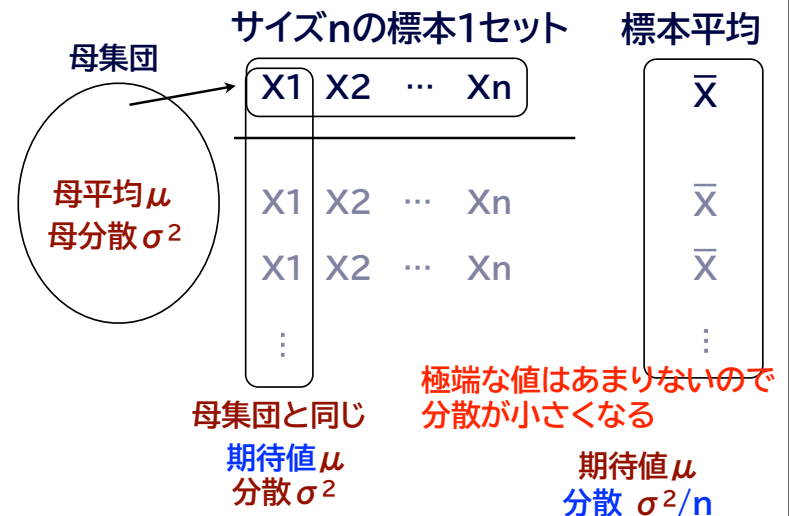 サイズnの標本1セット 標本平均
母集団
X1 X2 … Xn X̅
母平均μ
母分散σ²
X1 X2 … Xn X̅
X1 X2 … Xn X̅
⋮ ⋮
極端な値はあまりないので
分散が小さくなる
母集団と同じ
期待値μ
分散σ²
期待値μ
分散 σ²/n